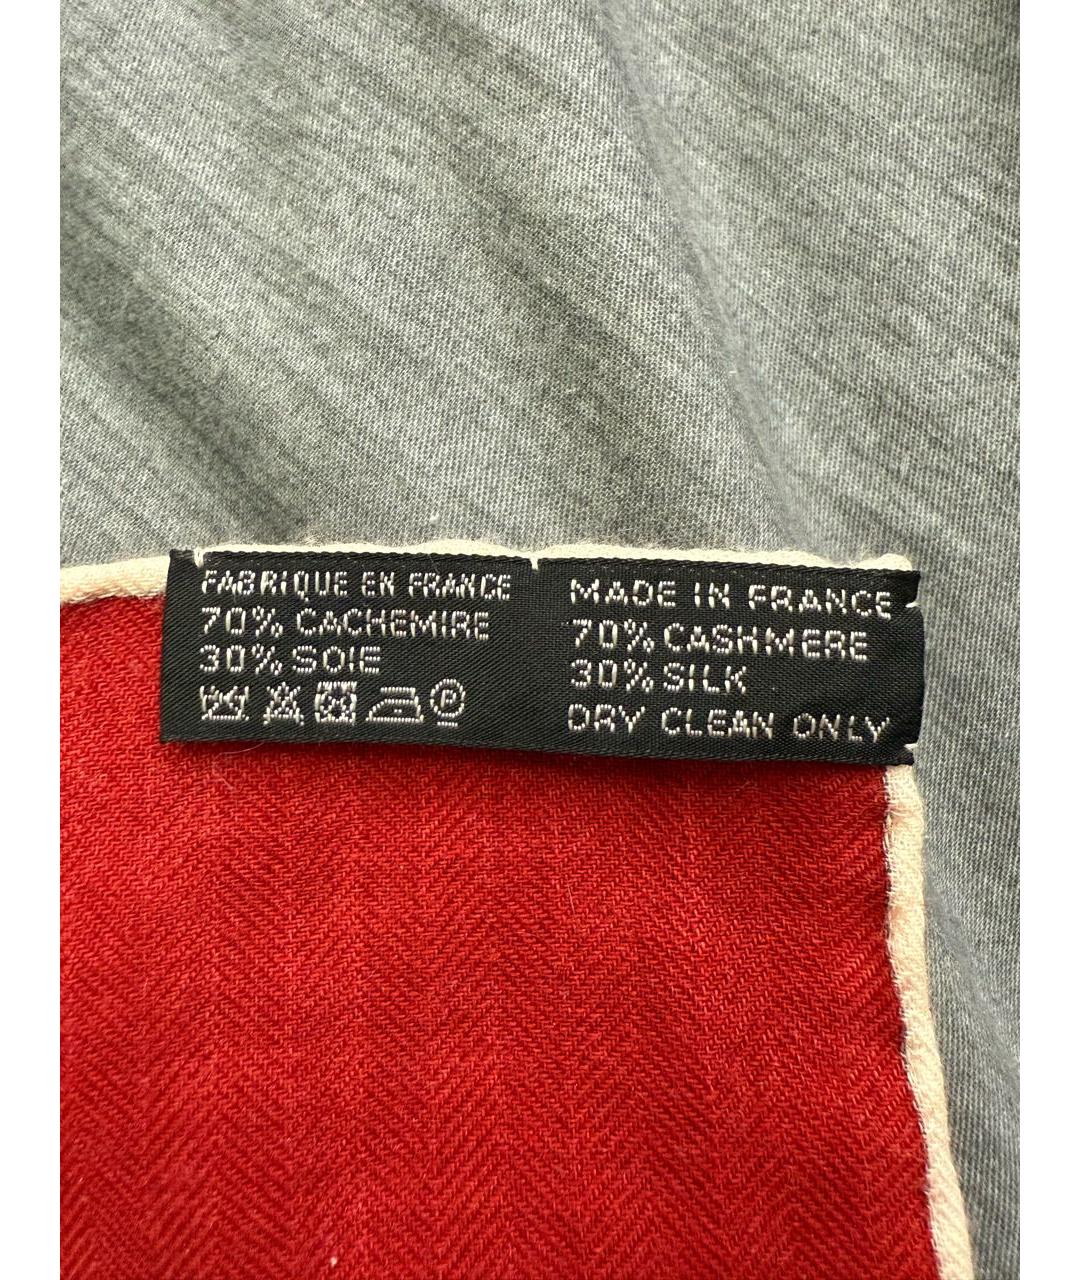 FABRIQUE EN FRANCE
70% CACHEMIRE
30% SOIE
P
MADE IN FRANCE
70% CASHMERE
30% SILK
DRY CLEAN ONLY